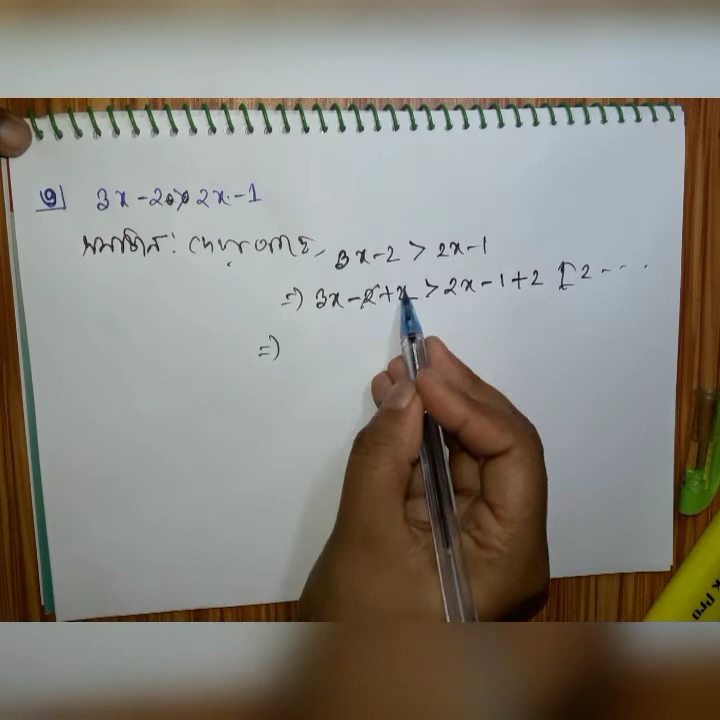 ৩| 3x-2 > 2x-1
সমাধান: দেওয়া আছে, 3x-2 > 2x-1
=) 3x-2+2 > 2x-1+2 [2 ....
=)
k Pro